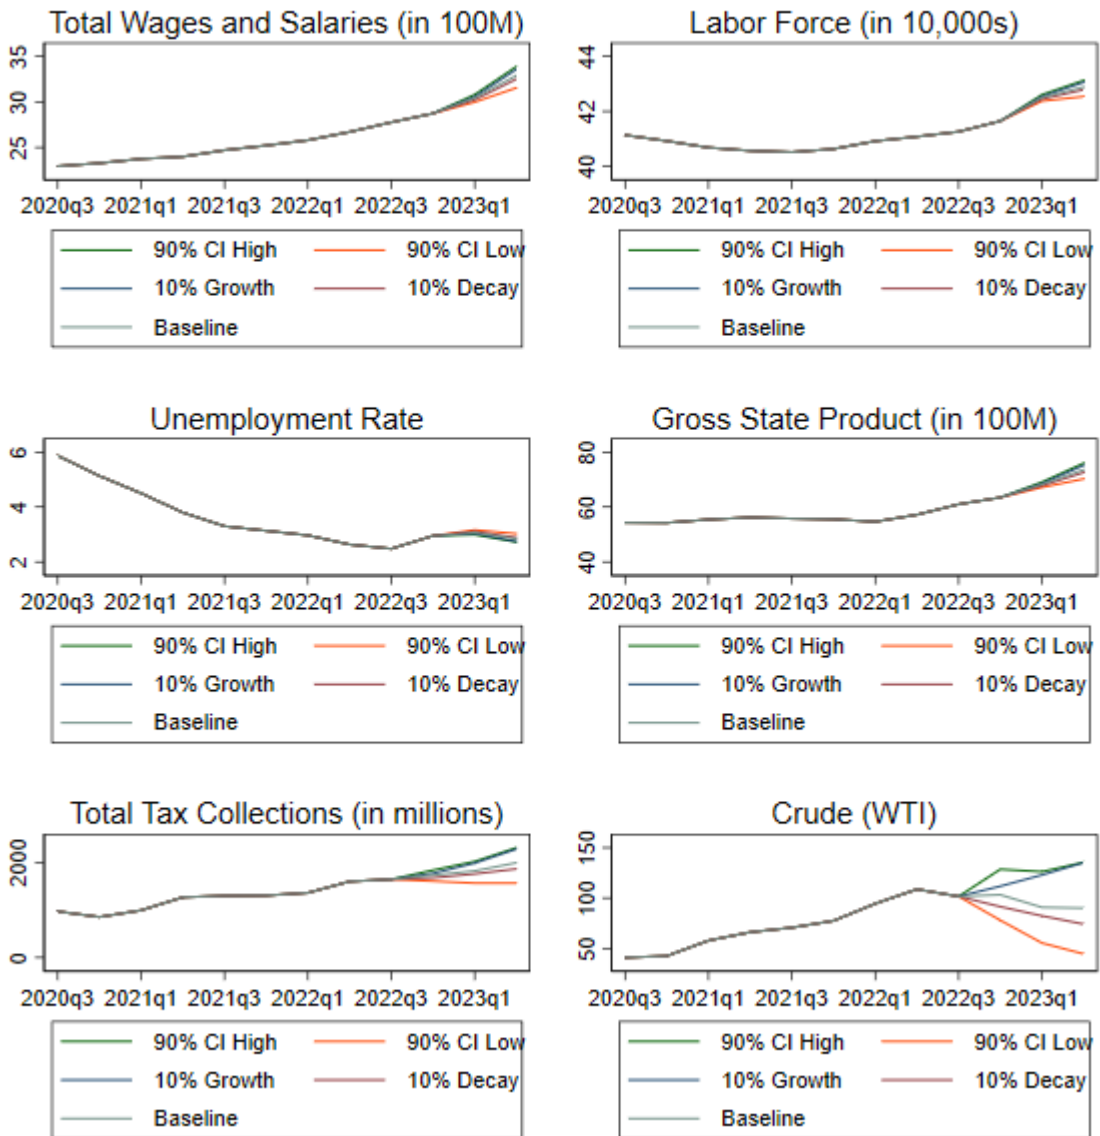 Total Wages and Salaries (in 100M)
35
30
25
2020q3 2021q1 2021q3 2022q1 2022q3 2023q1
90% CI High 90% CI Low
10% Growth 10% Decay
Baseline
Labor Force (in 10,000s)
44
42
40
2020q3 2021q1 2021q3 2022q1 2022q3 2023q1
90% CI High 90% CI Low
10% Growth 10% Decay
Baseline
Unemployment Rate
6
4
2
2020q3 2021q1 2021q3 2022q1 2022q3 2023q1
90% CI High 90% CI Low
10% Growth 10% Decay
Baseline
Gross State Product (in 100M)
80
60
40
2020q3 2021q1 2021q3 2022q1 2022q3 2023q1
90% CI High 90% CI Low
10% Growth 10% Decay
Baseline
Total Tax Collections (in millions)
2000
0
2020q3 2021q1 2021q3 2022q1 2022q3 2023q1
90% CI High 90% CI Low
10% Growth 10% Decay
Baseline
Crude (WTI)
150
100
50
2020q3 2021q1 2021q3 2022q1 2022q3 2023q1
90% CI High 90% CI Low
10% Growth 10% Decay
Baseline